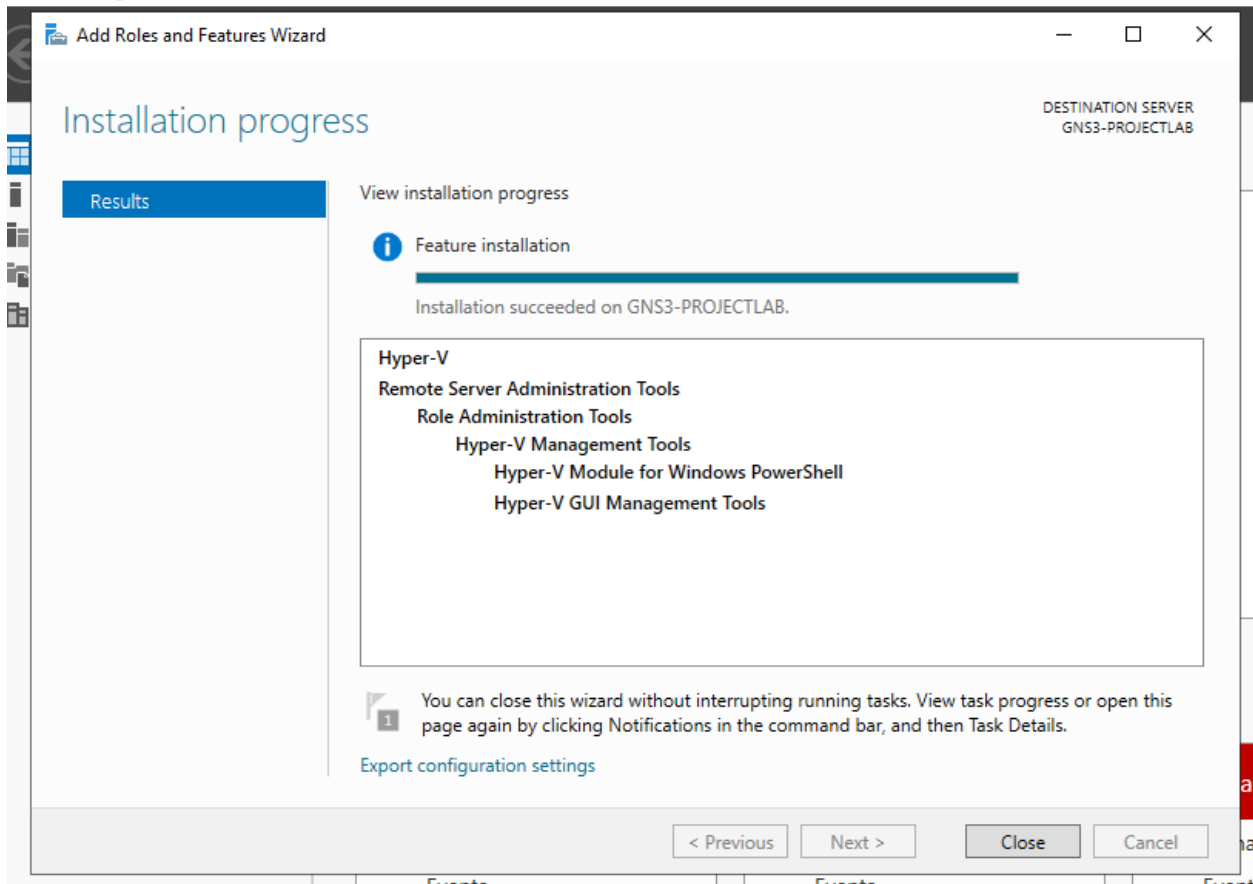 Add Roles and Features Wizard
Installation progress
DESTINATION SERVER
GNS3-PROJECTLAB
Results
View installation progress
Feature installation
Installation succeeded on GNS3-PROJECTLAB.
Hyper-V
Remote Server Administration Tools
Role Administration Tools
Hyper-V Management Tools
Hyper-V Module for Windows PowerShell
Hyper-V GUI Management Tools
1
You can close this wizard without interrupting running tasks. View task progress or open this
page again by clicking Notifications in the command bar, and then Task Details.
Export configuration settings
< Previous
Next >
Close
Cancel